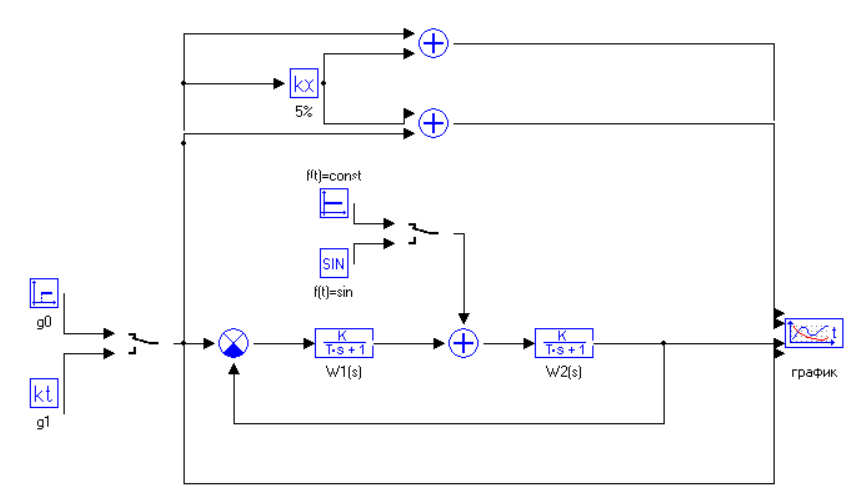 kx
5%
f(t)=const
SIN
f(t)=sin
g0
kt
g1
K
T·s + 1
W1(s)
K
T·s + 1
W2(s)
t
график